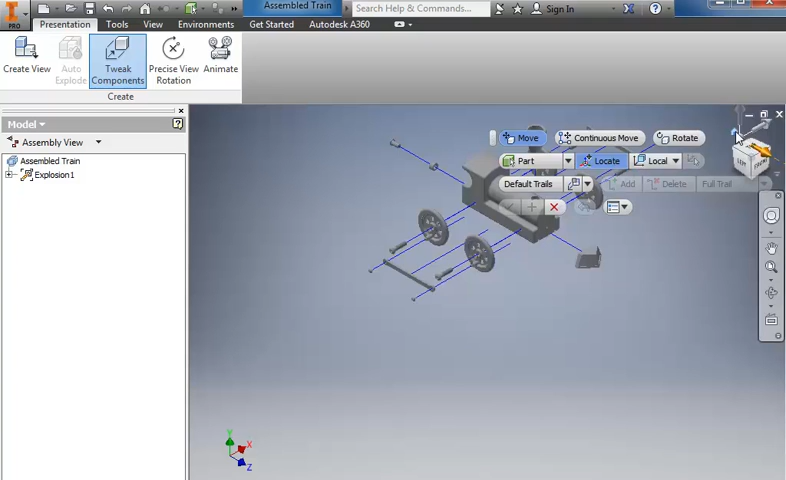 Assembled Train
Search Help & Commands...
Sign In
PRO
Presentation
Tools
View
Environments
Get Started
Autodesk A360
Create View
Auto
Explode
Tweak
Components
Precise View
Rotation
Animate
Create
Model
Assembly View
Assembled Train
Explosion1
Move
Continuous Move
Rotate
Part
Locate
Local
Default Trails
Add
Delete
Full Trail
Y
X
Z